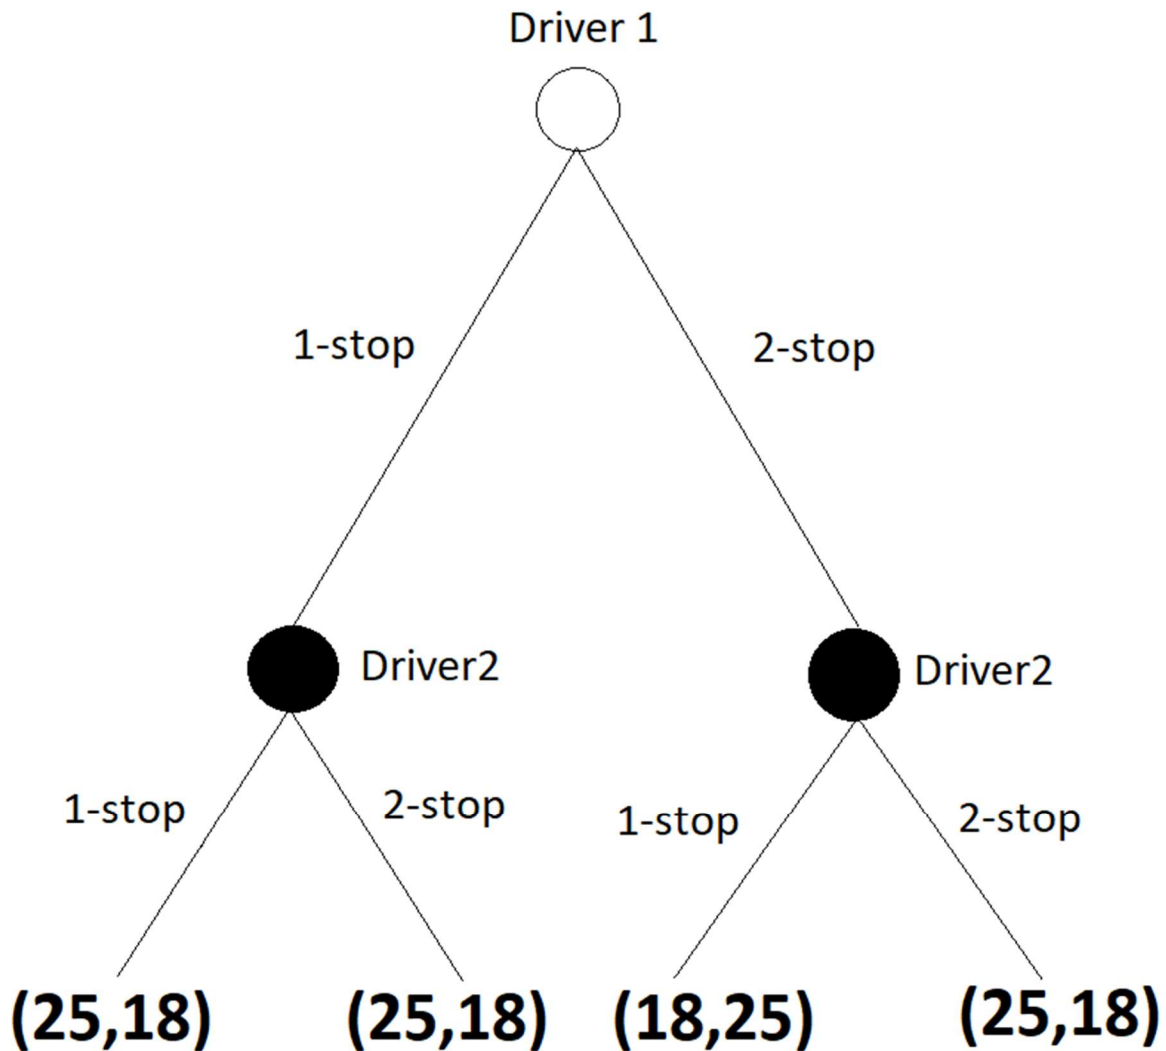 Driver 1
1-stop
2-stop
Driver2
Driver2
1-stop
2-stop
1-stop
2-stop
(25,18)
(25,18)
(18,25)
(25,18)